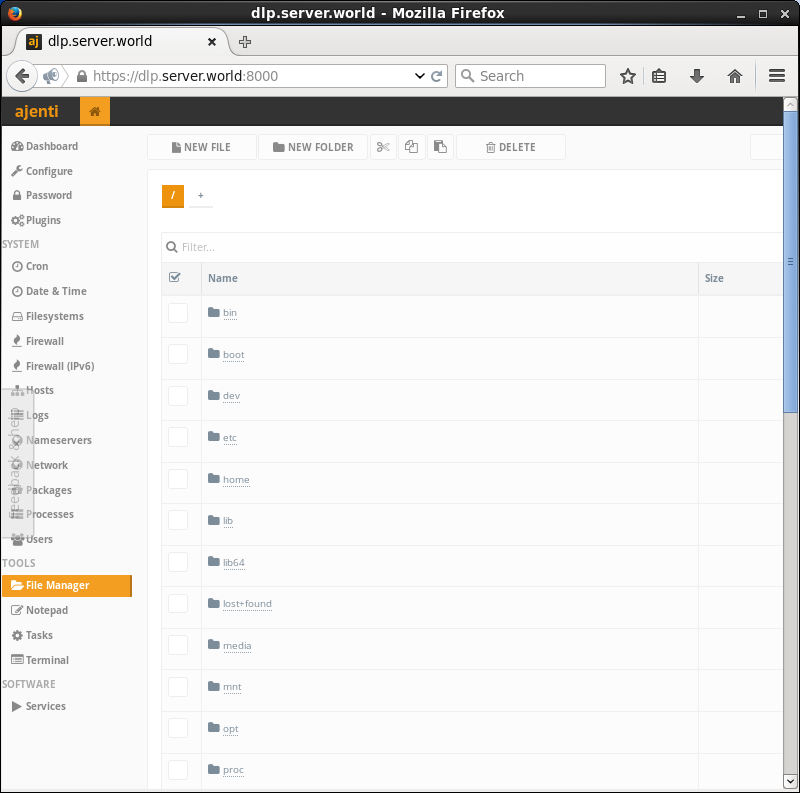 dlp.server.world - Mozilla Firefox
aj dlp.server.world
https://dlp.server.world:8000
Search
ajenti
Dashboard
Configure
Password
Plugins
SYSTEM
Cron
Date & Time
Filesystems
Firewall
Firewall (IPv6)
Hosts
Logs
Nameservers
Network
Packages
Processes
Users
Feedback & help
TOOLS
File Manager
Notepad
Tasks
Terminal
SOFTWARE
Services
NEW FILE NEW FOLDER DELETE
/ +
Filter...
Name Size
bin
boot
dev
etc
home
lib
lib64
lost+found
media
mnt
opt
proc